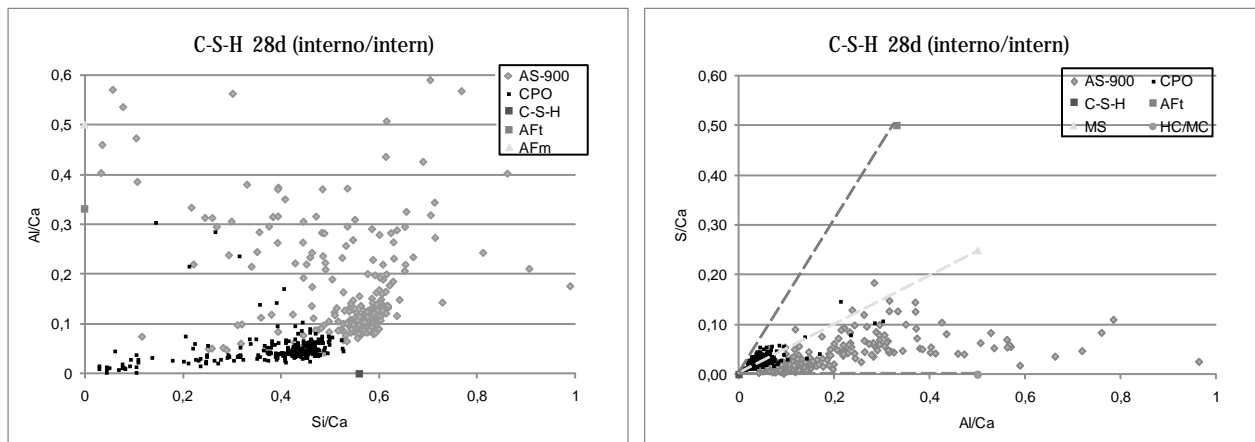 C-S-H 28d (interno/intern)
0,6
0,5
0,4
0,3
0,2
0,1
0
Al/Ca
0
0,2
0,4
0,6
0,8
1
Si/Ca
AS-900
CPO
C-S-H
AFt
AFm
C-S-H 28d (interno/intern)
0,60
0,50
0,40
0,30
0,20
0,10
0,00
S/Ca
0
0,2
0,4
0,6
0,8
1
Al/Ca
AS-900 CPO
C-S-H AFt
MS HC/MC